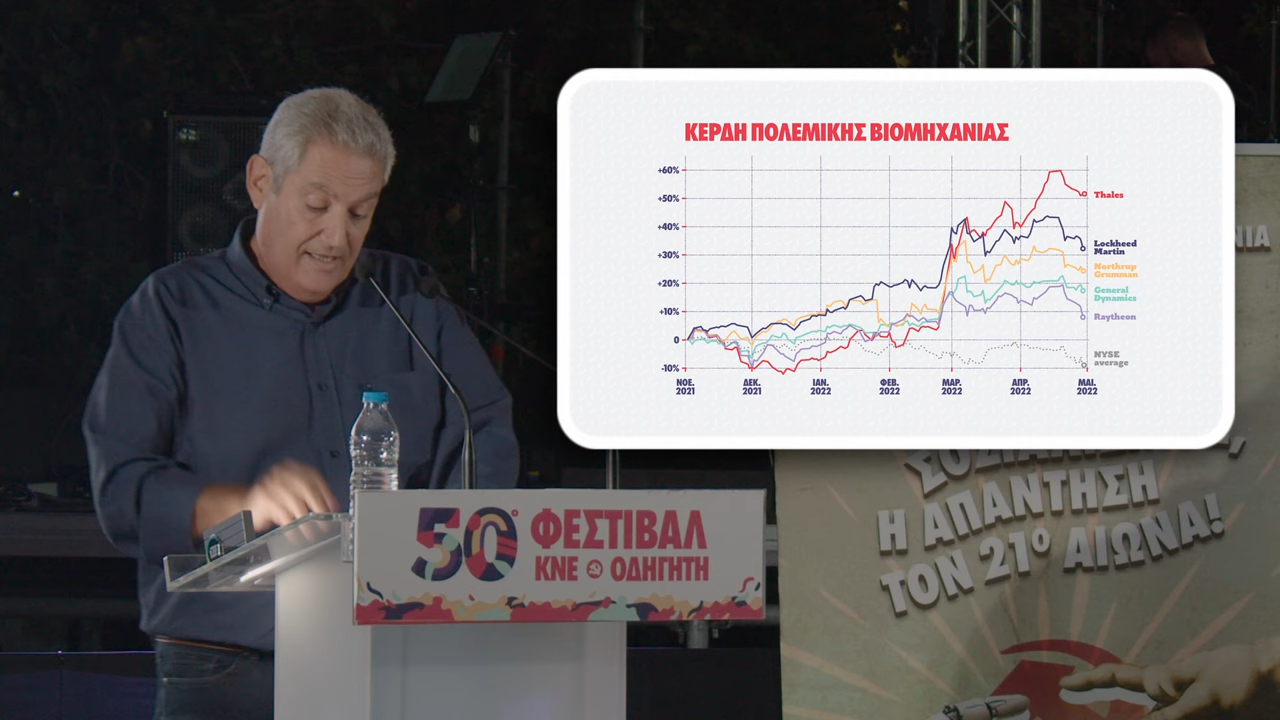 ΚΕΡΔΗ ΠΟΛΕΜΙΚΗΣ ΒΙΟΜΗΧΑΝΙΑΣ
+60%
+50%
+40%
+30%
+20%
+10%
0
-10%
Thales
Lockheed
Martin
Northrup
Grumman
General
Dynamics
Raytheon
NYSE
average
ΝΟΕ.
2021
ΔΕΚ.
2021
ΙΑΝ.
2022
ΦΕΒ.
2022
ΜΑΡ.
2022
ΑΠΡ.
2022
ΜΑΙ.
2022
50° ΦΕΣΤΙΒΑΛ
ΚΝΕ ΟΔΗΓΗΤΗ
Η ΑΠΑΝΤΗΣΗ
ΤΟΝ 21º ΑΙΩΝΑ!